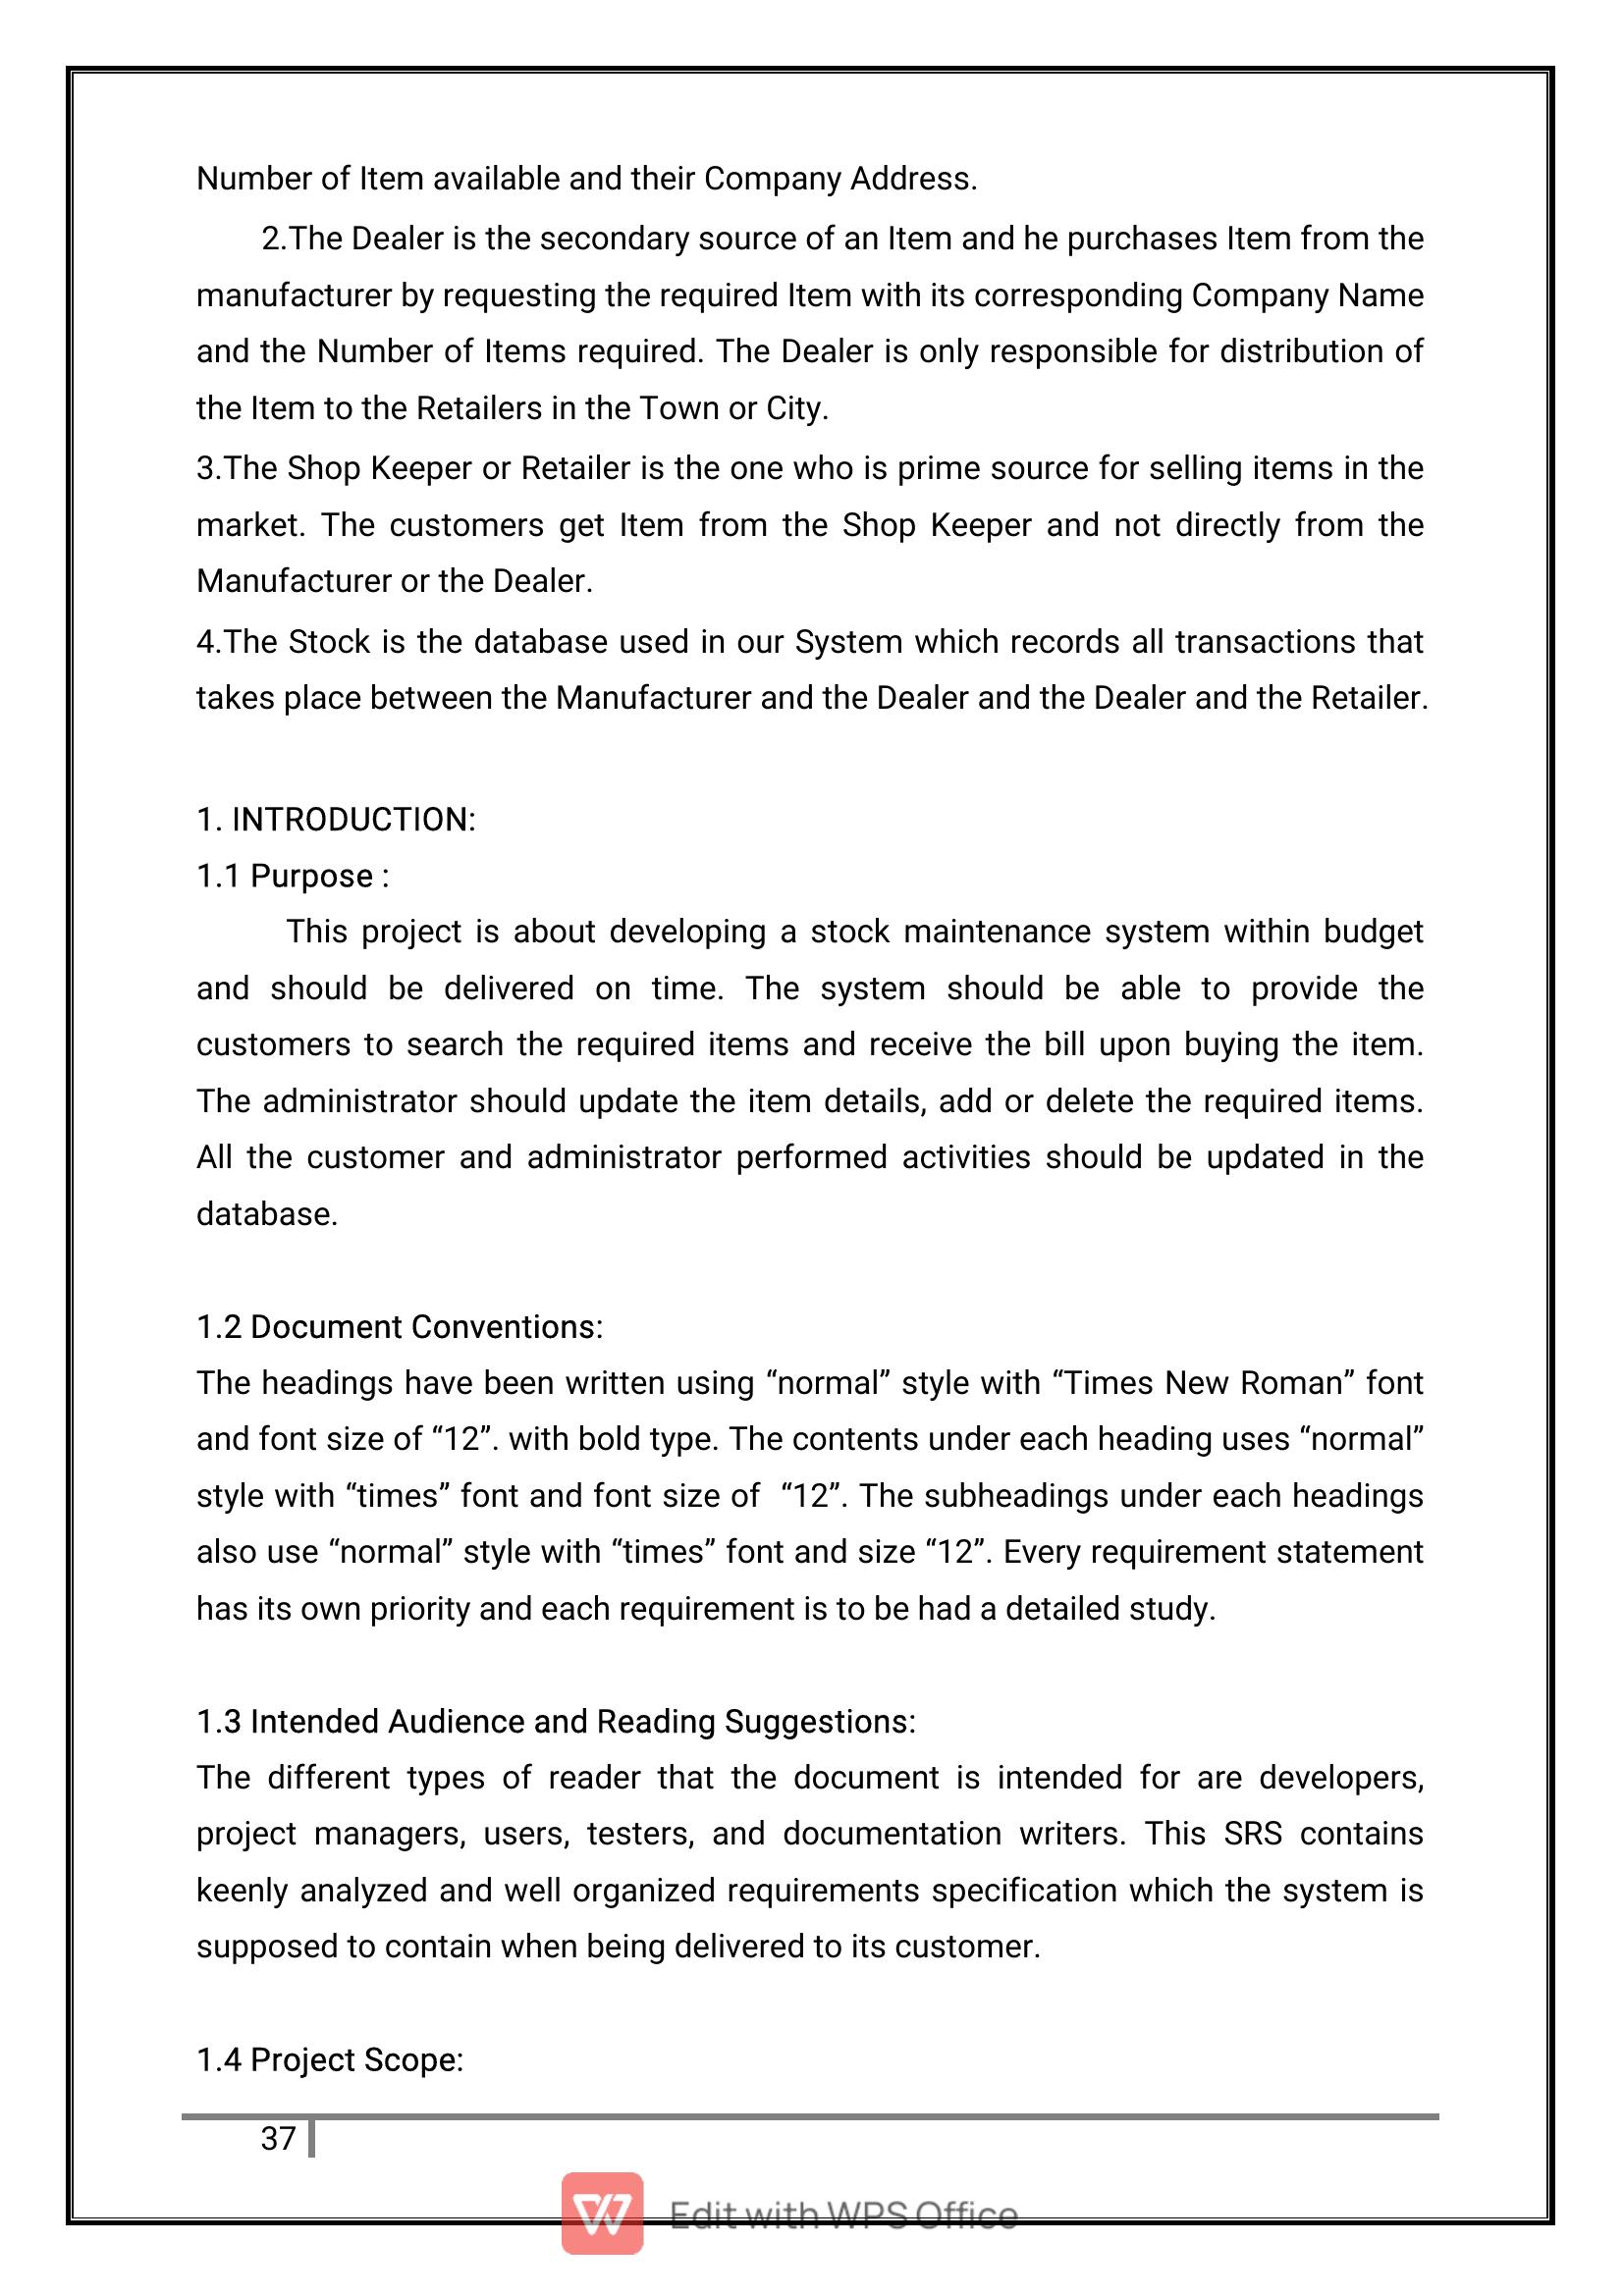 Number of Item available and their Company Address.
2.The Dealer is the secondary source of an Item and he purchases Item from the
manufacturer by requesting the required Item with its corresponding Company Name
and the Number of Items required. The Dealer is only responsible for distribution of
the Item to the Retailers in the Town or City.
3.The Shop Keeper or Retailer is the one who is prime source for selling items in the
market. The customers get Item from the Shop Keeper and not directly from the
Manufacturer or the Dealer.
4.The Stock is the database used in our System which records all transactions that
takes place between the Manufacturer and the Dealer and the Dealer and the Retailer.
1. INTRODUCTION:
1.1 Purpose :
This project is about developing a stock maintenance system within budget
and should be delivered on time. The system should be able to provide the
customers to search the required items and receive the bill upon buying the item.
The administrator should update the item details, add or delete the required items.
All the customer and administrator performed activities should be updated in the
database.
1.2 Document Conventions:
The headings have been written using “normal” style with “Times New Roman” font
and font size of “12”. with bold type. The contents under each heading uses “normal”
style with “times” font and font size of  “12”. The subheadings under each headings
also use “normal” style with “times” font and size “12”. Every requirement statement
has its own priority and each requirement is to be had a detailed study.
1.3 Intended Audience and Reading Suggestions:
The different types of reader that the document is intended for are developers,
project managers, users, testers, and documentation writers. This SRS contains
keenly analyzed and well organized requirements specification which the system is
supposed to contain when being delivered to its customer.
1.4 Project Scope:
37
Edit with WPS Office